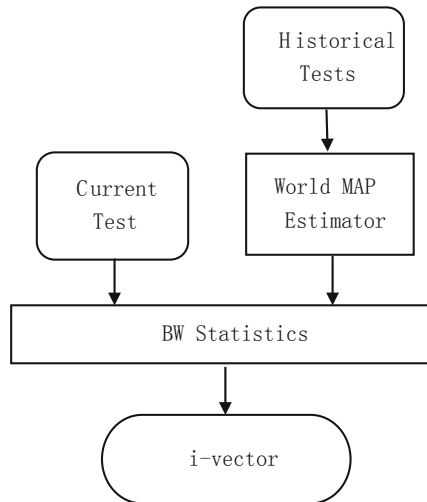 Historical
Tests
Current
Test
World MAP
Estimator
BW Statistics
i-vector